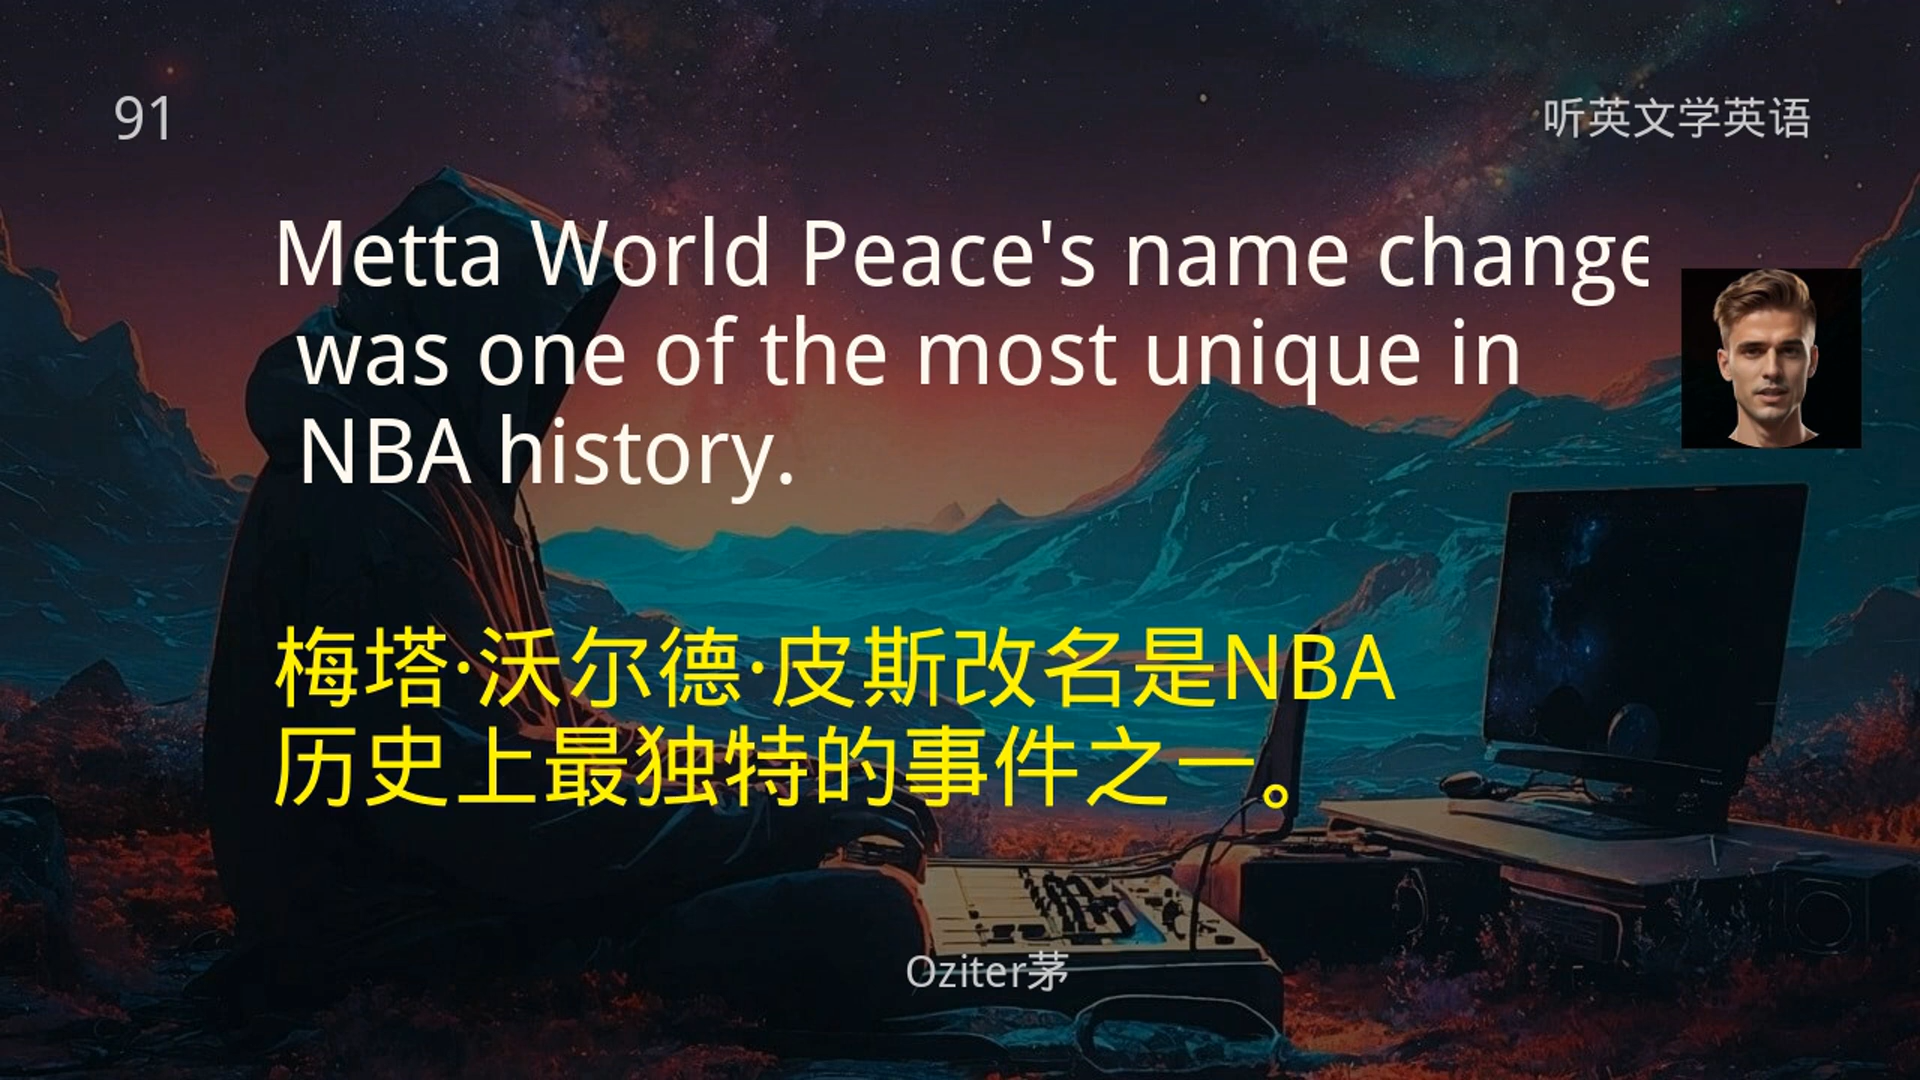 91
听英文学英语
Metta World Peace's name change
was one of the most unique in
NBA history.
梅塔·沃尔德·皮斯改名是NBA
历史上最独特的事件之一。
Oziter茅